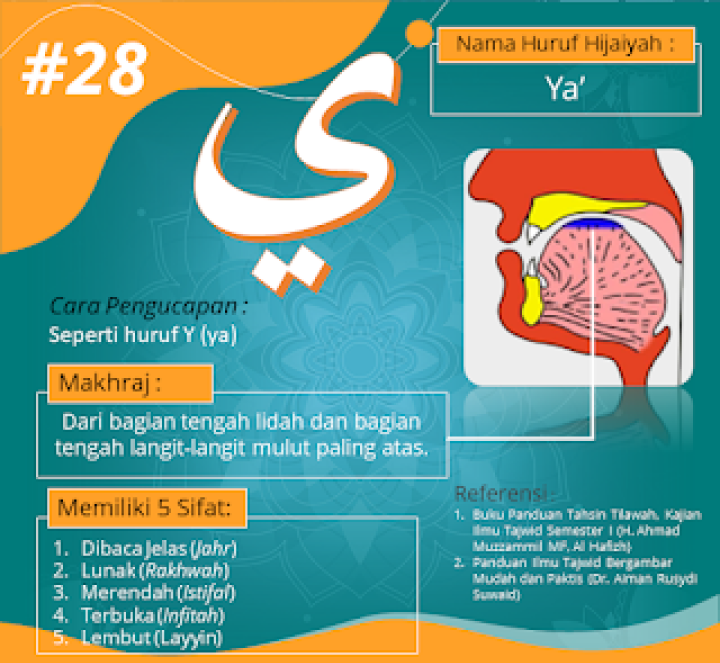 #28
ي
Nama Huruf Hijaiyah :
Ya’
Cara Pengucapan :
Seperti huruf Y (ya)
Makhraj :
Dari bagian tengah lidah dan bagian
tengah langit-langit mulut paling atas.
Memiliki 5 Sifat:
1. Dibaca Jelas (Jahr)
2. Lunak (Rakhwah)
3. Merendah (Istifal)
4. Terbuka (Infitah)
5. Lembut (Layyin)
Referensi:
1. Buku Panduan Tahsin Tilawah, Kajian
Ilmu Tajwid Semester I (H. Ahmad
Muzzammil MF, Al Hafizh)
2. Panduan Ilmu Tajwid Bergambar
Mudah dan Paktis (Dr. Aiman Rusydi
Suwaid)